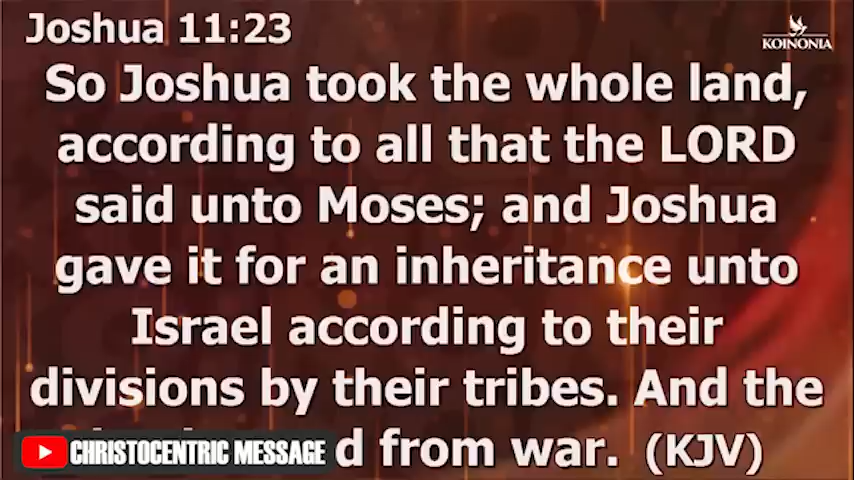 Joshua 11:23
KOINONIA
So Joshua took the whole land,
according to all that the LORD
said unto Moses; and Joshua
gave it for an inheritance unto
Israel according to their
divisions by their tribes. And the
d from war. (KJV)
CHRISTOCENTRIC MESSAGE